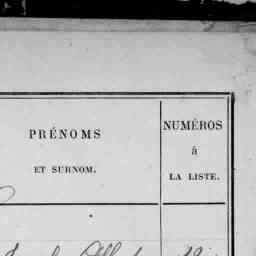 PRÉNOMS
ET SURNOM.
NUMÉROS
à
LA LISTE.